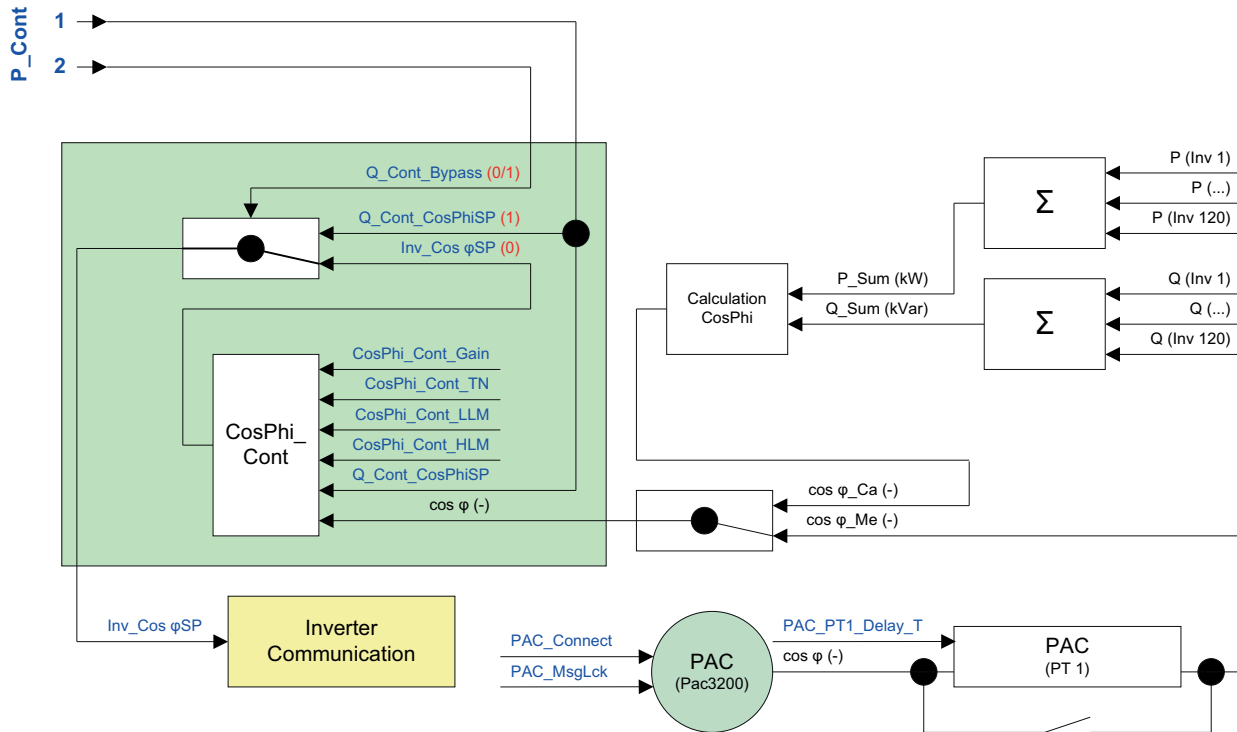 P_Cont
1
2
Q_Cont_Bypass (0/1)
Q_Cont_CosPhiSP (1)
Inv_Cos φSP (0)
CosPhi_Cont_Gain
CosPhi_Cont_TN
CosPhi_Cont_LLM
CosPhi_Cont_HLM
Q_Cont_CosPhiSP
cos φ (-)
CosPhi_
Cont
P (Inv 1)
P (...)
P (Inv 120)
Σ
P_Sum (kW)
Q_Sum (kVar)
Calculation
CosPhi
Q (Inv 1)
Q (...)
Q (Inv 120)
Σ
cos φ_Ca (-)
cos φ_Me (-)
Inv_Cos φSP
Inverter
Communication
PAC_Connect
PAC_MsgLck
PAC
(Pac3200)
PAC_PT1_Delay_T
cos φ (-)
PAC
(PT 1)